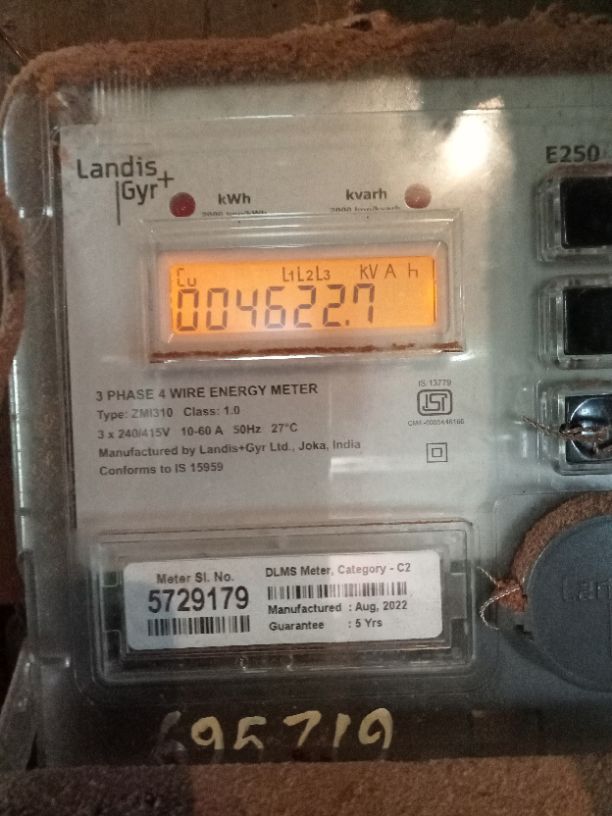 Landis
Gyr+
E250
kWh
kvarh
Cu L1L2L3 KVAh
004622.7
3 PHASE 4 WIRE ENERGY METER
Type: ZMI310 Class: 1.0
3 x 240/415V 10-60 A 50Hz 27°C
Manufactured by Landis+Gyr Ltd., Joka, India
Conforms to IS 15959
IS 13779
ISI
Meter Sl. No.
5729179
DLMS Meter, Category - C2
Manufactured : Aug, 2022
Guarantee : 5 Yrs
Lan
695719